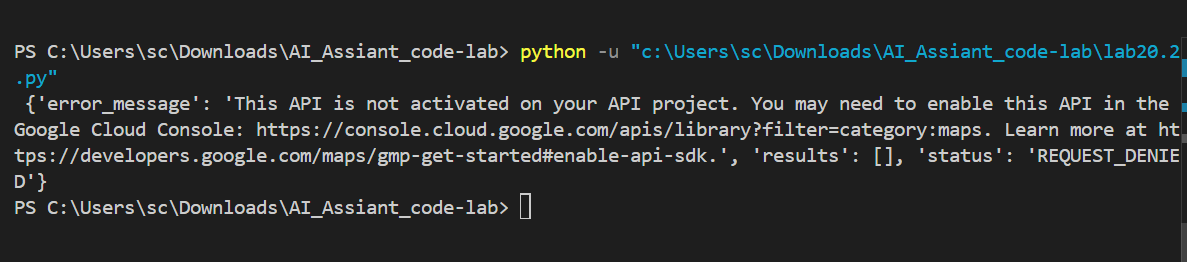 PS C:\Users\sc\Downloads\AI_Assiant_code-lab> python -u "c:\Users\sc\Downloads\AI_Assiant_code-lab\lab20.2
.py"
 {'error_message': 'This API is not activated on your API project. You may need to enable this API in the
Google Cloud Console: https://console.cloud.google.com/apis/library?filter=category:maps. Learn more at ht
tps://developers.google.com/maps/gmp-get-started#enable-api-sdk.', 'results': [], 'status': 'REQUEST_DENIE
D'}
PS C:\Users\sc\Downloads\AI_Assiant_code-lab>